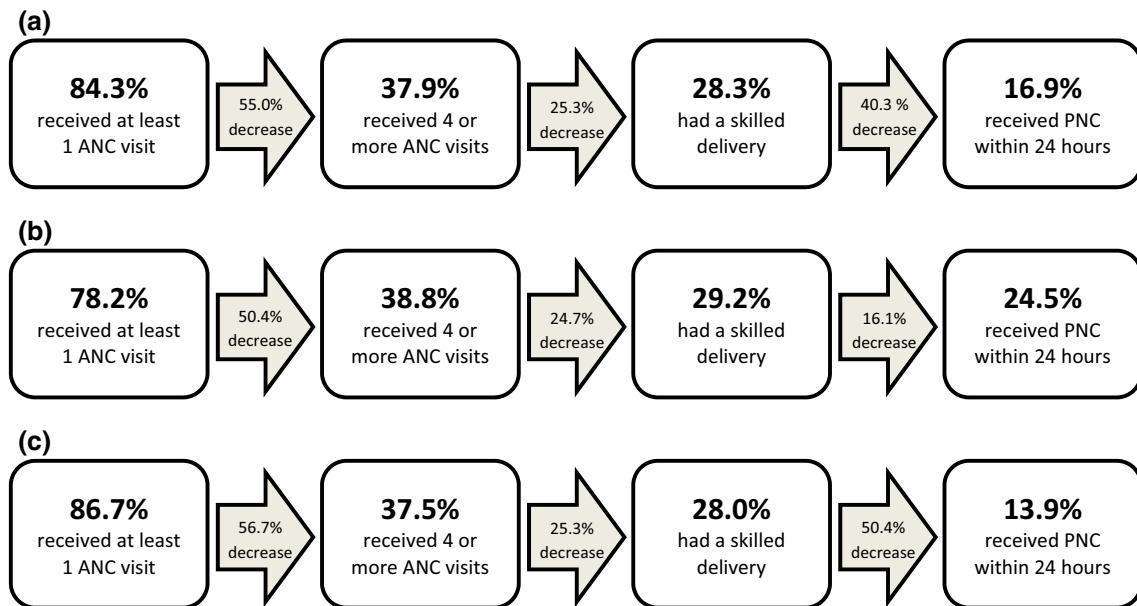 (a)
84.3%
received at least
1 ANC visit
55.0%
decrease
37.9%
received 4 or
more ANC visits
25.3%
decrease
28.3%
had a skilled
delivery
40.3 %
decrease
16.9%
received PNC
within 24 hours
(b)
78.2%
received at least
1 ANC visit
50.4%
decrease
38.8%
received 4 or
more ANC visits
24.7%
decrease
29.2%
had a skilled
delivery
16.1%
decrease
24.5%
received PNC
within 24 hours
(c)
86.7%
received at least
1 ANC visit
56.7%
decrease
37.5%
received 4 or
more ANC visits
25.3%
decrease
28.0%
had a skilled
delivery
50.4%
decrease
13.9%
received PNC
within 24 hours